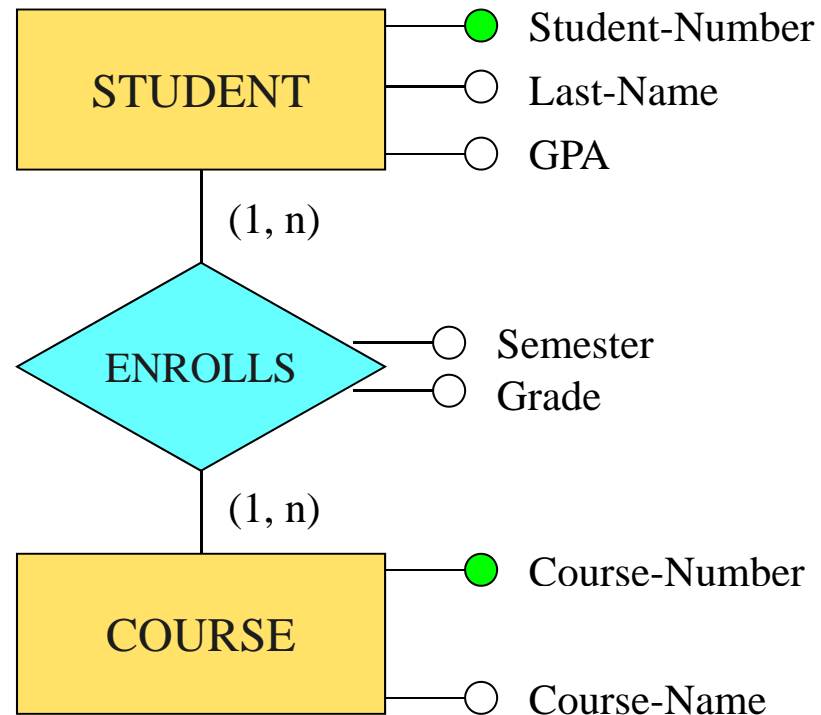 STUDENT
Student-Number
Last-Name
GPA
(1, n)
ENROLLS
Semester
Grade
(1, n)
COURSE
Course-Number
Course-Name